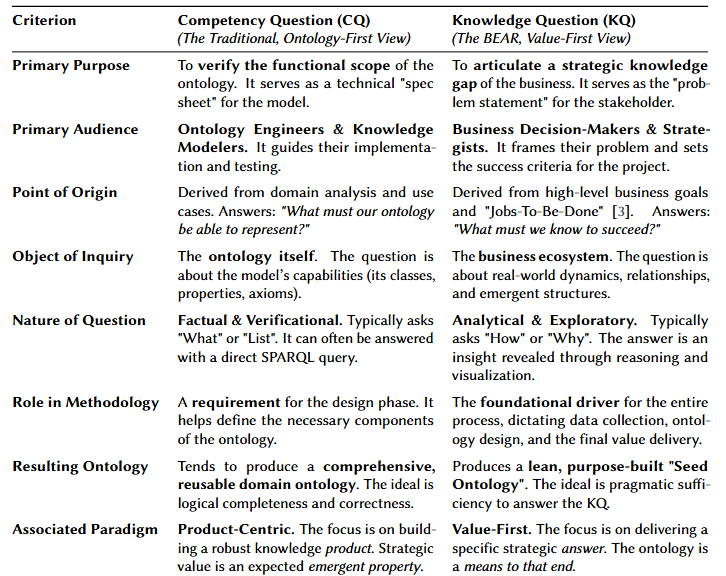 Criterion
Competency Question (CQ)
(The Traditional, Ontology-First View)
Knowledge Question (KQ)
(The BEAR, Value-First View)
Primary Purpose
To verify the functional scope of the
ontology. It serves as a technical "spec
sheet" for the model.
To articulate a strategic knowledge
gap of the business. It serves as the "prob-
lem statement" for the stakeholder.
Primary Audience
Ontology Engineers & Knowledge
Modelers. It guides their implementa-
tion and testing.
Business Decision-Makers & Strate-
gists. It frames their problem and sets
the success criteria for the project.
Point of Origin
Derived from domain analysis and use
cases. Answers: "What must our ontology
be able to represent?"
Derived from high-level business goals
and "Jobs-To-Be-Done" [3]. Answers:
"What must we know to succeed?"
Object of Inquiry
The ontology itself. The question is
about the model's capabilities (its classes,
properties, axioms).
The business ecosystem. The question is
about real-world dynamics, relationships,
and emergent structures.
Nature of Question
Factual & Verificational. Typically asks
"What" or "List". It can often be answered
with a direct SPARQL query.
Analytical & Exploratory. Typically
asks "How" or "Why". The answer is an
insight revealed through reasoning and
visualization.
Role in Methodology
A requirement for the design phase. It
helps define the necessary components
of the ontology.
The foundational driver for the entire
process, dictating data collection, ontol-
ogy design, and the final value delivery.
Resulting Ontology
Tends to produce a comprehensive,
reusable domain ontology. The ideal is
logical completeness and correctness.
Produces a lean, purpose-built "Seed
Ontology". The ideal is pragmatic suffi-
ciency to answer the KQ.
Associated Paradigm
Product-Centric. The focus is on build-
ing a robust knowledge product. Strategic
value is an expected emergent property.
Value-First. The focus is on delivering a
specific strategic answer. The ontology is
a means to that end.